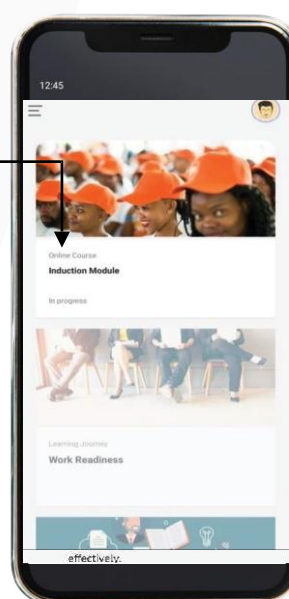 12:45
Online Course
Induction Module
In progress
Learning Journey
Work Readiness
effectively.